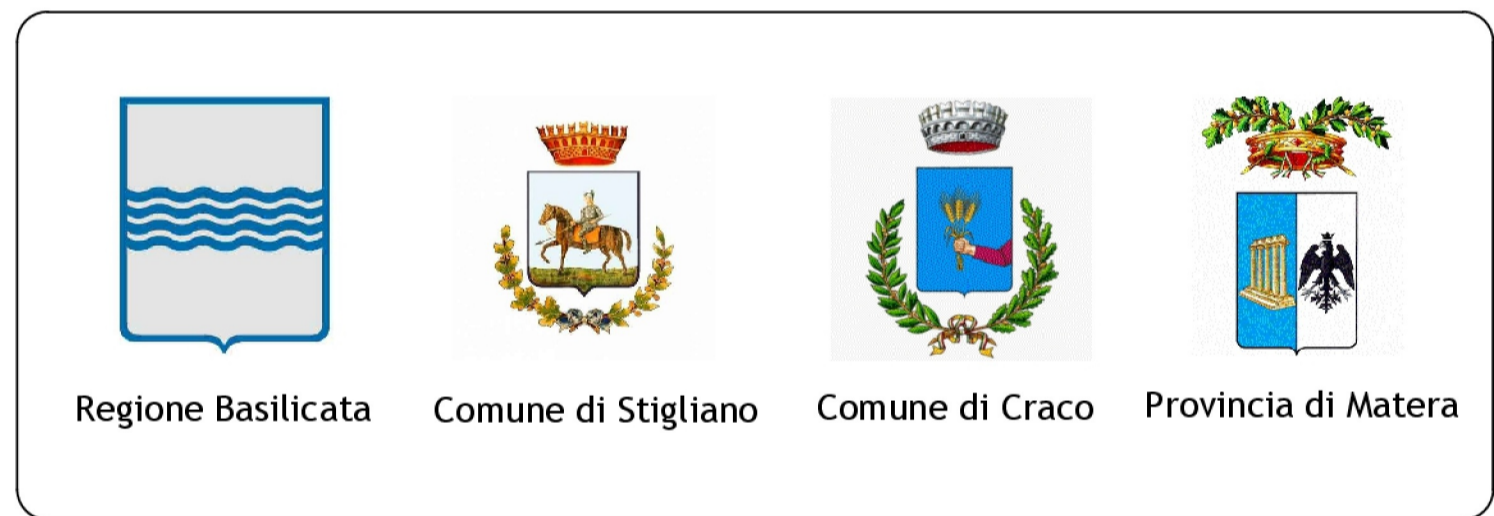 Regione Basilicata
Comune di Stigliano
Comune di Craco
Provincia di Matera